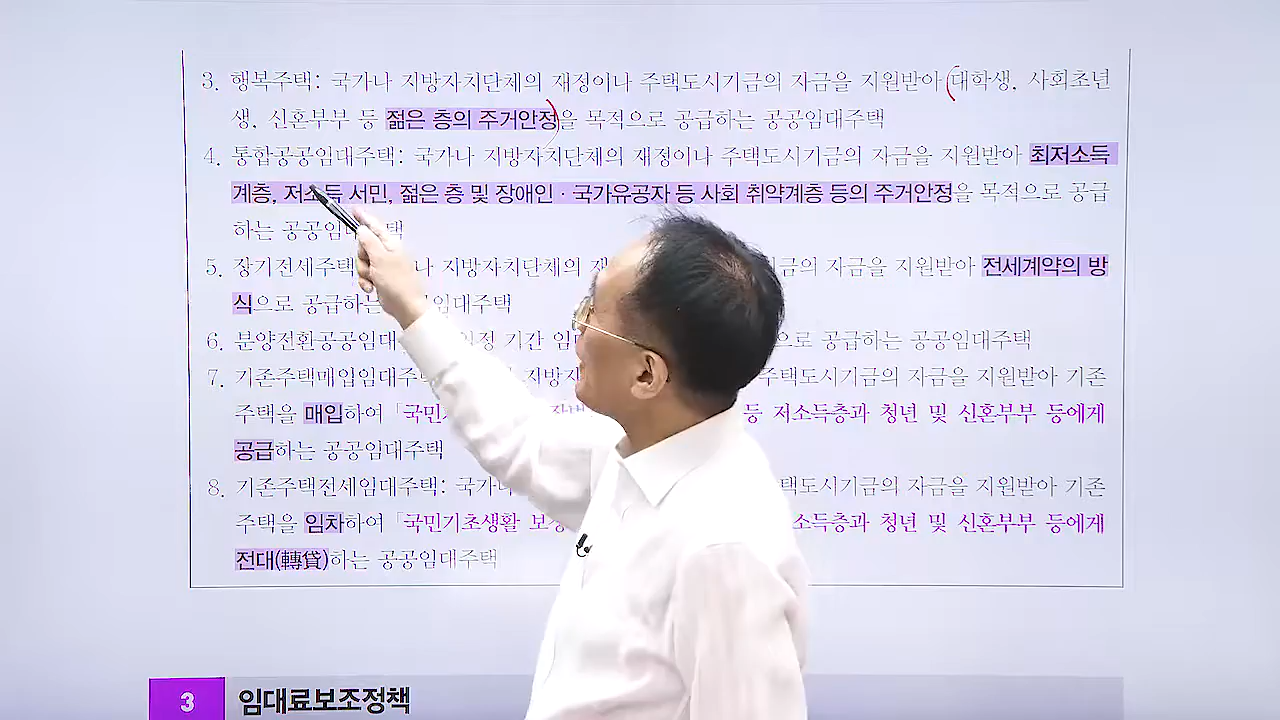 3. 행복주택: 국가나 지방자치단체의 재정이나 주택도시기금의 자금을 지원받아 대학생, 사회초년
생, 신혼부부 등 젊은 층의 주거안정을 목적으로 공급하는 공공임대주택
4. 통합공공임대주택: 국가나 지방자치단체의 재정이나 주택도시기금의 자금을 지원받아 최저소득
계층, 저소득 서민, 젊은 층 및 장애인 · 국가유공자 등 사회 취약계층 등의 주거안정을 목적으로 공급
하는 공공임대주택
5. 장기전세주택 지방자치단체의 자금을 지원받아 전세계약의 방
식으로 공급하는 공공임대주택
6. 분양전환공공임대 기간 공급하는 공공임대주택
7. 기존주택매입임대주택 주택도시기금의 자금을 지원받아 기존
주택을 매입하여 「국민 등 저소득층과 청년 및 신혼부부 등에게
공급하는 공공임대주택
8. 기존주택전세임대주택: 국가나 자금을 지원받아 기존
주택을 임차하여 「국민기초생활 보장 저소득층과 청년 및 신혼부부 등에게
전대(轉貸)하는 공공임대주택
3 임대료보조정책